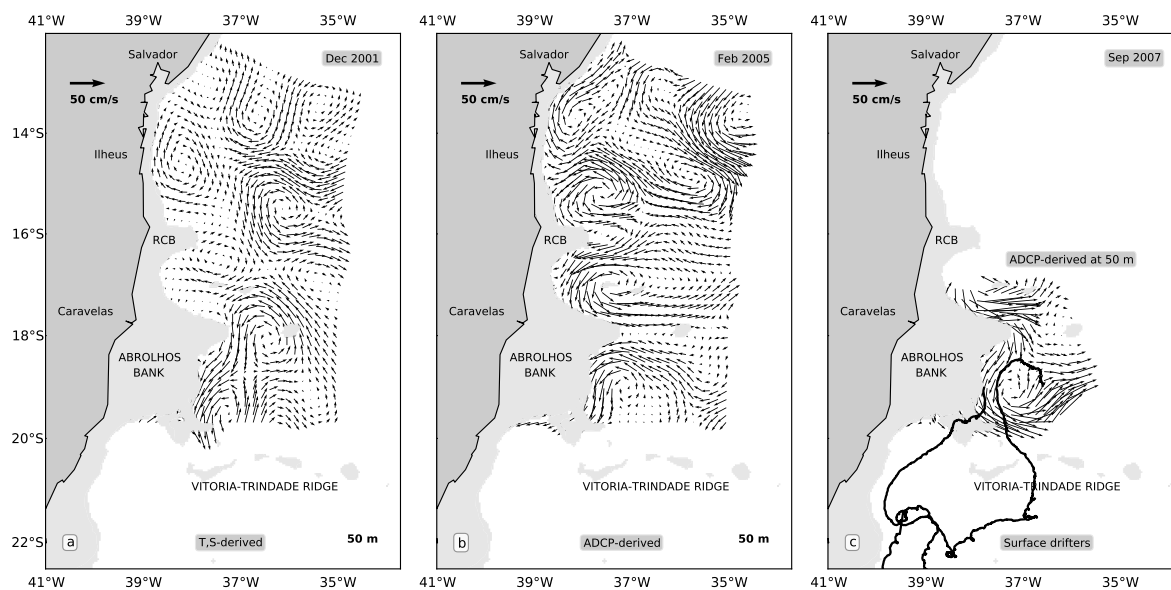 41°W 39°W 37°W 35°W 41°W 39°W 37°W 35°W 41°W 39°W 37°W 35°W
Salvador Dec 2001 Salvador Feb 2005 Salvador Sep 2007
50 cm/s 50 cm/s 50 cm/s
14°S
Ilheus Ilheus Ilheus
16°S RCB RCB RCB
ADCP-derived at 50 m
Caravelas Caravelas Caravelas
18°S
ABROLHOS ABROLHOS ABROLHOS
BANK BANK BANK
20°S
VITORIA-TRINDADE RIDGE VITORIA-TRINDADE RIDGE VITORIA-TRINDADE RIDGE
22°S a T,S-derived 50 m b ADCP-derived 50 m c Surface drifters
41°W 39°W 37°W 35°W 41°W 39°W 37°W 35°W 41°W 39°W 37°W 35°W